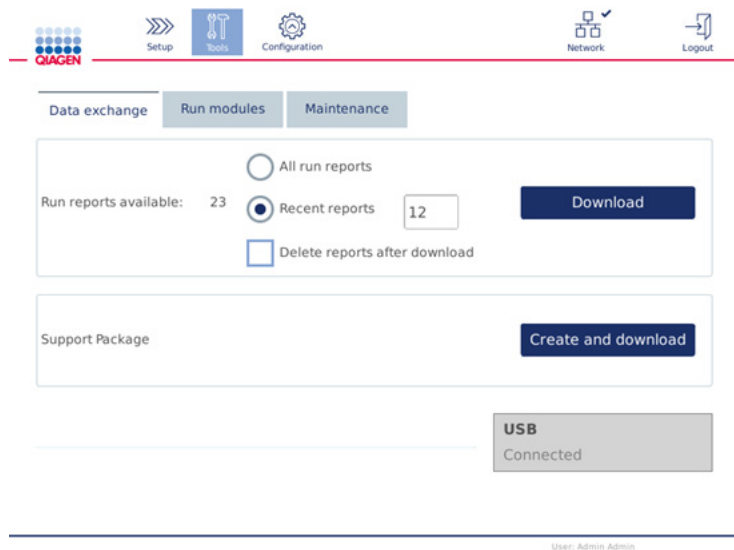 QIAGEN
Setup
Tools
Configuration
Network
Logout
Data exchange
Run modules
Maintenance
All run reports
Run reports available: 23
Recent reports 12
Download
Delete reports after download
Support Package
Create and download
USB
Connected
User: Admin Admin